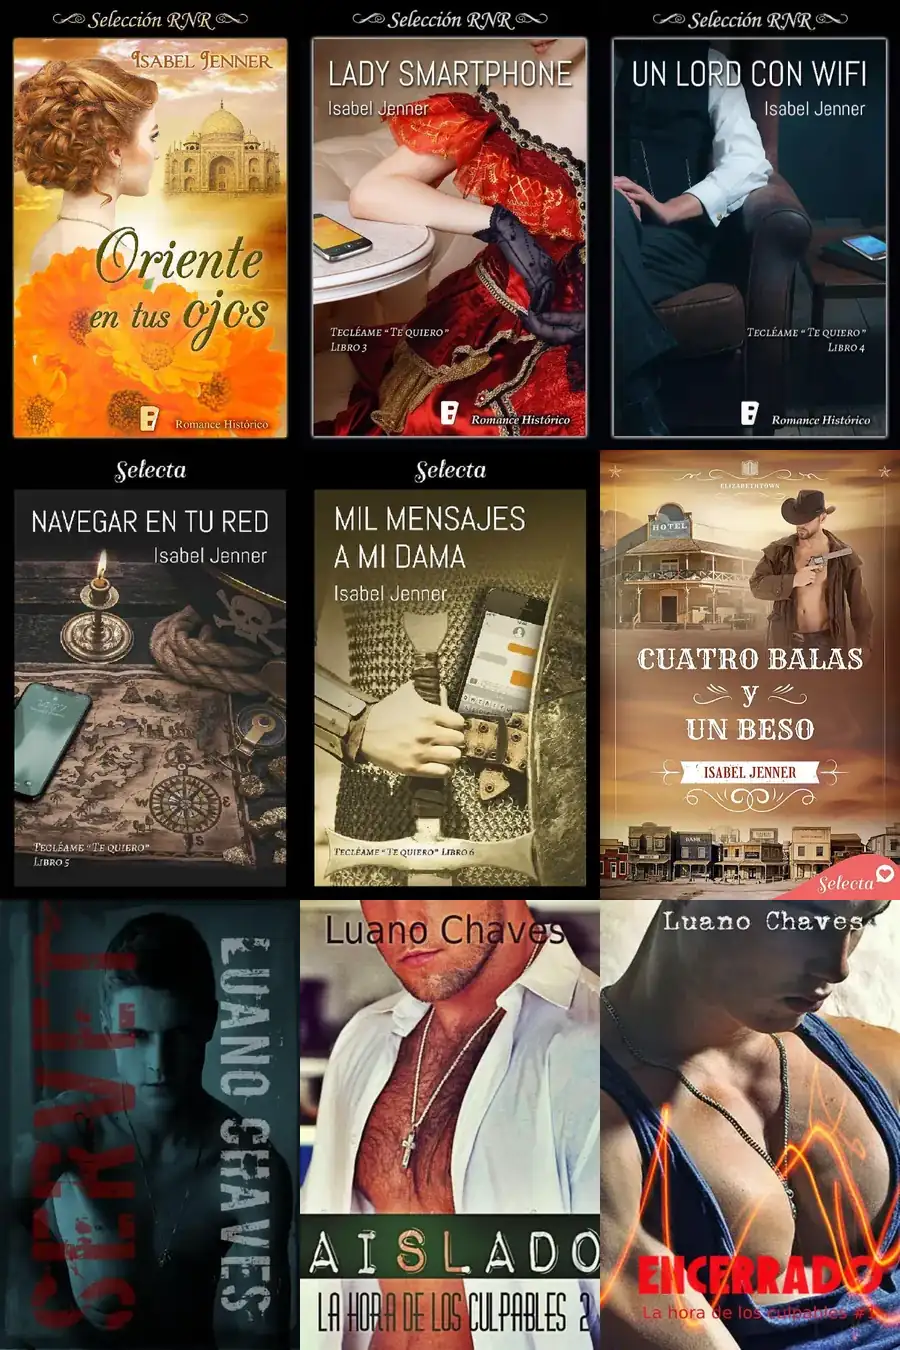 Selección RNR
ISABEL JENNER
Oriente
en tus ojos
B
Romance Histórico
Selección RNR
LADY SMARTPHONE
Isabel Jenner
TECLÉAME “TE QUIERO”
LIBRO 3
B
Romance Histórico
Selección RNR
UN LORD CON WIFI
Isabel Jenner
TECLÉAME “TE QUIERO”
LIBRO 4
B
Romance Histórico
Selecta
NAVEGAR EN TU RED
Isabel Jenner
W
E
S
TECLÉAME “TE QUIERO”
LIBRO 5
Selecta
MIL MENSAJES
A MI DAMA
Isabel Jenner
TECLÉAME “TE QUIERO” LIBRO 6
ELIZABETHTOWN
HOTEL
CUATRO BALAS
y
UN BESO
ISABEL JENNER
BANK
Selecta
SERVET
LUANO CHAVES
Luano Chaves
AISLADO
LA HORA DE LOS CULPABLES 2
Luano Chaves
ENCERRADO
La hora de los culpables #1